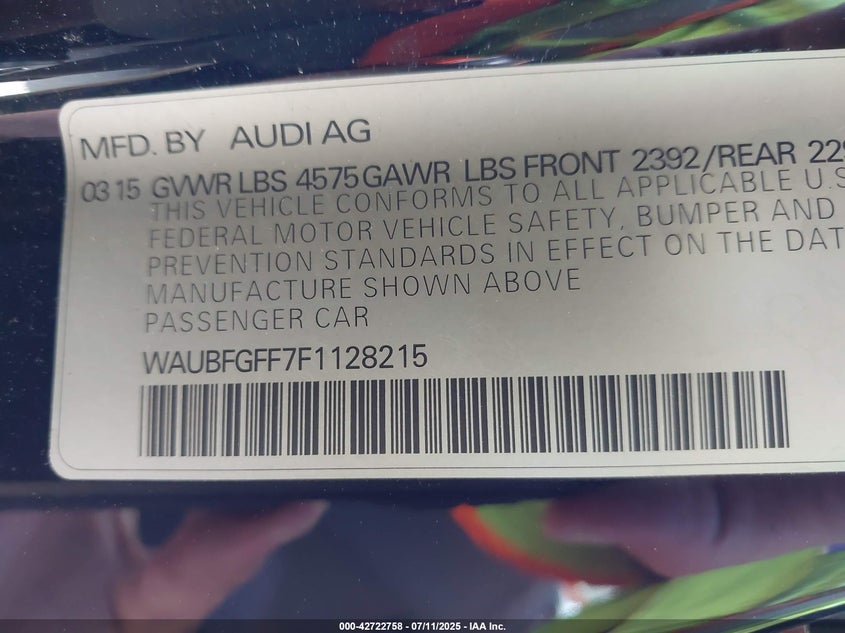 MFD. BY AUDI AG
03 15 GVWR LBS 4575 GAWR LBS FRONT 2392/REAR
THIS VEHICLE CONFORMS TO ALL APPLICABLE U.S
FEDERAL MOTOR VEHICLE SAFETY, BUMPER AND
PREVENTION STANDARDS IN EFFECT ON THE DAT
MANUFACTURE SHOWN ABOVE
PASSENGER CAR
WAUBFGFF7F1128215
000-42722758 - 07/11/2025 - IAA Inc.